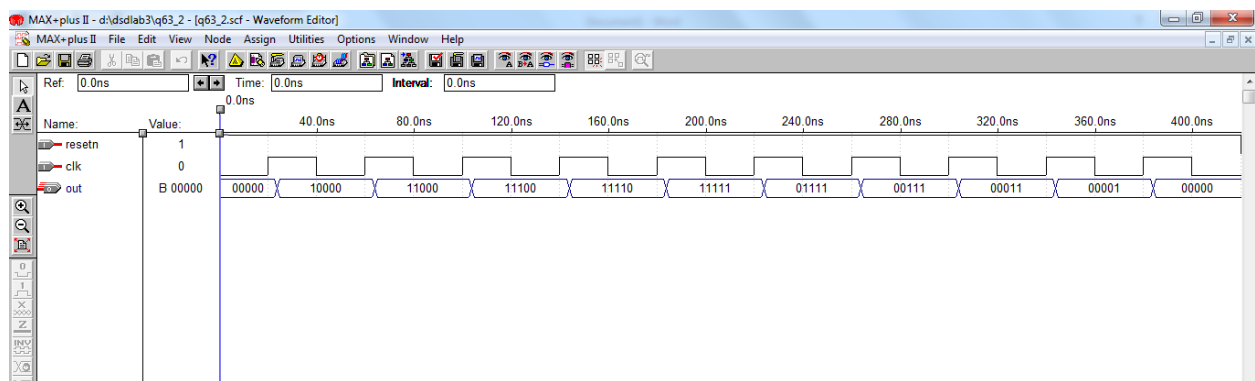 MAX+plus II - d:\dsdlab3\q63_2 - [q63_2.scf - Waveform Editor]
MAX+plus II File Edit View Node Assign Utilities Options Window Help
Ref: 0.0ns Time: 0.0ns Interval: 0.0ns
0.0ns
Name: Value: 40.0ns 80.0ns 120.0ns 160.0ns 200.0ns 240.0ns 280.0ns 320.0ns 360.0ns 400.0ns
resetn 1
clk 0
out B 00000 00000 10000 11000 11100 11110 11111 01111 00111 00011 00001 00000